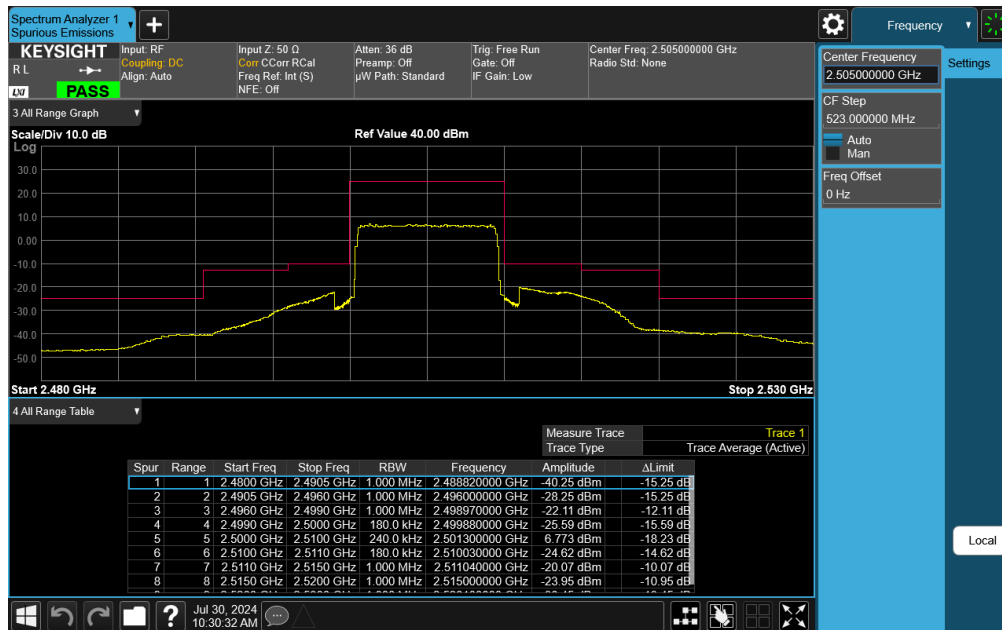 Spectrum Analyzer 1
Spurious Emissions
Frequency
KEYSIGHT
R L
LXI
PASS
Input: RF
Coupling: DC
Align: Auto
Input Z: 50 Ω
Corr CCorr RCal
Freq Ref: Int (S)
NFE: Off
Atten: 36 dB
Preamp: Off
µW Path: Standard
Trig: Free Run
Gate: Off
IF Gain: Low
Center Freq: 2.505000000 GHz
Radio Std: None
Center Frequency
2.505000000 GHz
Settings
CF Step
523.000000 MHz
Auto
Man
Freq Offset
0 Hz
Local
3 All Range Graph
Scale/Div 10.0 dB
Ref Value 40.00 dBm
Log
30.0
20.0
10.0
0.00
-10.0
-20.0
-30.0
-40.0
-50.0
Start 2.480 GHz
Stop 2.530 GHz
4 All Range Table
Measure Trace Trace 1
Trace Type Trace Average (Active)
Spur Range Start Freq Stop Freq RBW Frequency Amplitude ΔLimit
1 1 2.4800 GHz 2.4905 GHz 1.000 MHz 2.488820000 GHz -40.25 dBm -15.25 dB
2 2 2.4905 GHz 2.4960 GHz 1.000 MHz 2.496000000 GHz -28.25 dBm -15.25 dB
3 3 2.4960 GHz 2.4990 GHz 1.000 MHz 2.498970000 GHz -22.11 dBm -12.11 dB
4 4 2.4990 GHz 2.5000 GHz 180.0 kHz 2.499880000 GHz -25.59 dBm -15.59 dB
5 5 2.5000 GHz 2.5100 GHz 240.0 kHz 2.501300000 GHz 6.773 dBm -18.23 dB
6 6 2.5100 GHz 2.5110 GHz 180.0 kHz 2.510030000 GHz -24.62 dBm -14.62 dB
7 7 2.5110 GHz 2.5150 GHz 1.000 MHz 2.511040000 GHz -20.07 dBm -10.07 dB
8 8 2.5150 GHz 2.5200 GHz 1.000 MHz 2.515000000 GHz -23.95 dBm -10.95 dB
Jul 30, 2024
10:30:32 AM